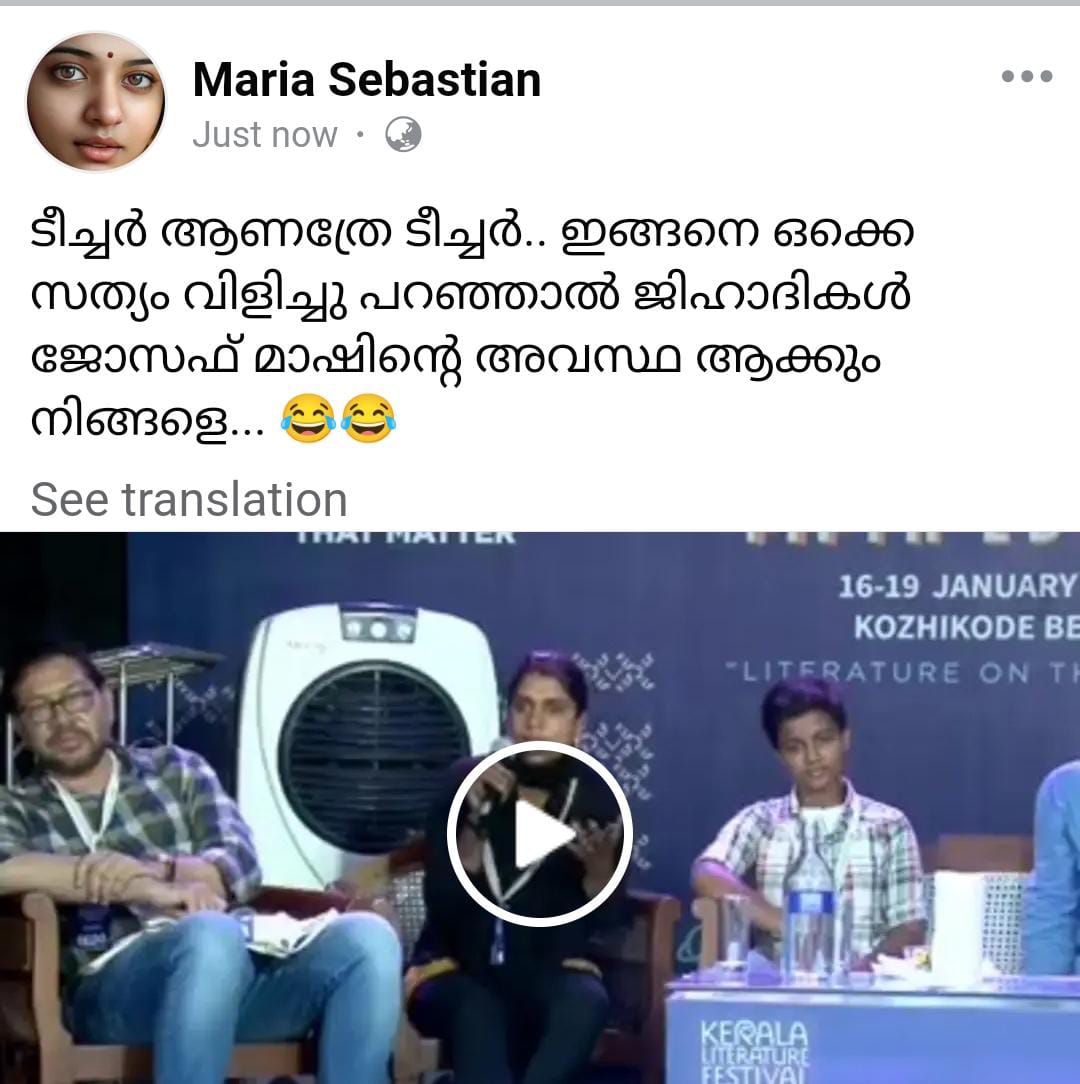 Maria Sebastian
Just now ·
ടീച്ചർ ആണത്രേ ടീച്ചർ.. ഇങ്ങനെ ഒക്കെ
സത്യം വിളിച്ചു പറഞ്ഞാൽ ജിഹാദികൾ
ജോസഫ് മാഷിന്റെ അവസ്ഥ ആക്കും
നിങ്ങളെ... 😂😂
See translation
THAT MATTER
16-19 JANUARY
KOZHIKODE BE
"LITERATURE ON TH
KERALA
LITERATURE
FESTIVAL